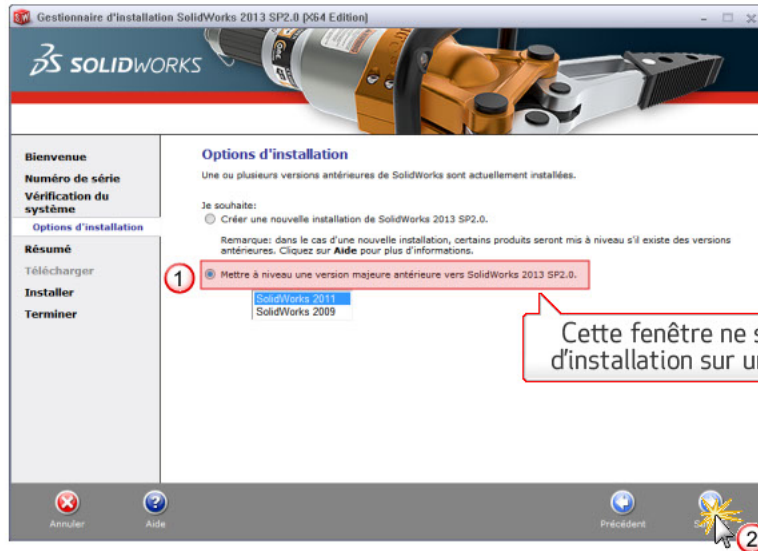 Gestionnaire d'installation SolidWorks 2013 SP2.0 (X64 Edition)
SOLIDWORKS
Bienvenue
Numéro de série
Vérification du
système
Options d'installation
Résumé
Télécharger
Installer
Terminer
Options d'installation
Une ou plusieurs versions antérieures de SolidWorks sont actuellement installées.
Je souhaite:
Créer une nouvelle installation de SolidWorks 2013 SP2.0.
Remarque: dans le cas d'une nouvelle installation, certains produits seront mis à niveau s'il existe des versions
antérieures. Cliquez sur Aide pour plus d'informations.
1
Mettre à niveau une version majeure antérieure vers SolidWorks 2013 SP2.0.
SolidWorks 2011
SolidWorks 2009
Cette fenêtre ne s
d'installation sur u
Annuler
Aide
Précédent
2